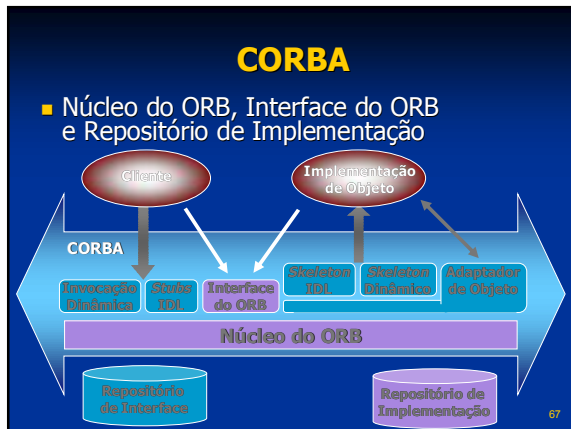 CORBA
Núcleo do ORB, Interface do ORB
e Repositório de Implementação
Cliente
Implementação
de Objeto
CORBA
Invocação
Dinâmica
Stubs
IDL
Interface
do ORB
Skeleton
IDL
Skeleton
Dinâmico
Adaptador
de Objeto
Núcleo do ORB
Repositório
de Interface
Repositório de
Implementação
67